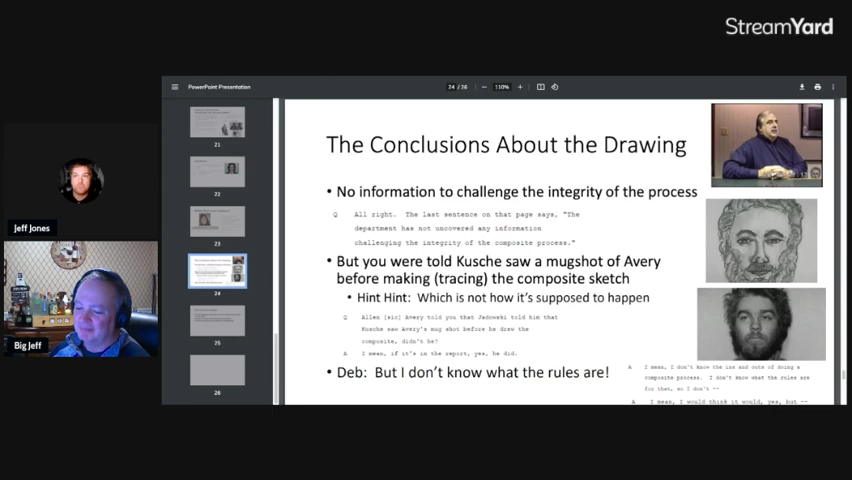 StreamYard
PowerPoint Presentation
24 / 26
110%
The Conclusions About the Drawing
• No information to challenge the integrity of the process
Q All right. The last sentence on that page says, "The
department has not uncovered any information
challenging the integrity of the composite process."
• But you were told Kusche saw a mugshot of Avery
before making (tracing) the composite sketch
• Hint Hint: Which is not how it's supposed to happen
Q Allen [sic] Avery told you that Jadowski told him that
Kusche saw Avery's mug shot before he drew the
composite, didn't he?
A I mean, if it's in the report, yes, he did.
• Deb: But I don't know what the rules are!
A I mean, I don't know the ins and outs of doing a
composite process. I don't know what the rules are
for that, so I don't --
A I mean, I would think it would, yes, but --
21
22
23
24
25
26
Jeff Jones
Big Jeff